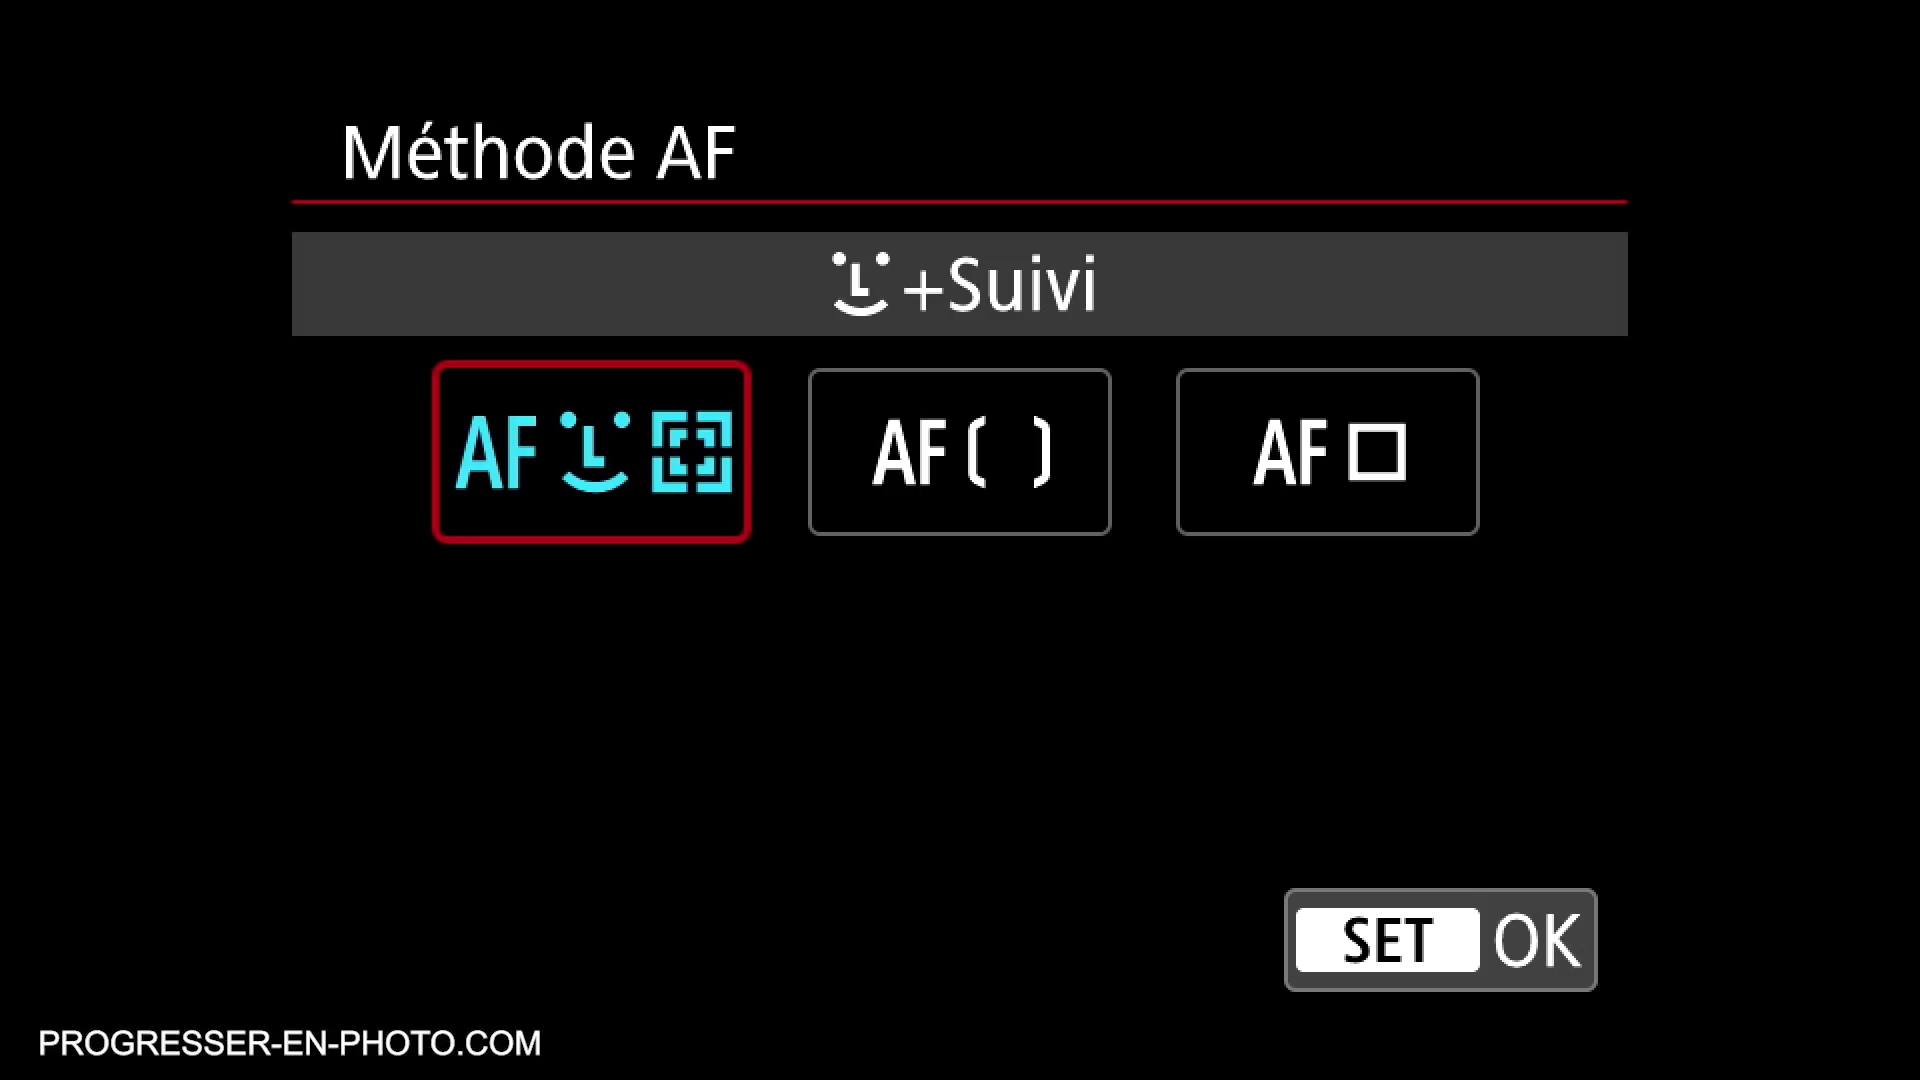 Méthode AF
+Suivi
AF
AF ( )
AF
SET OK
PROGRESSER-EN-PHOTO.COM